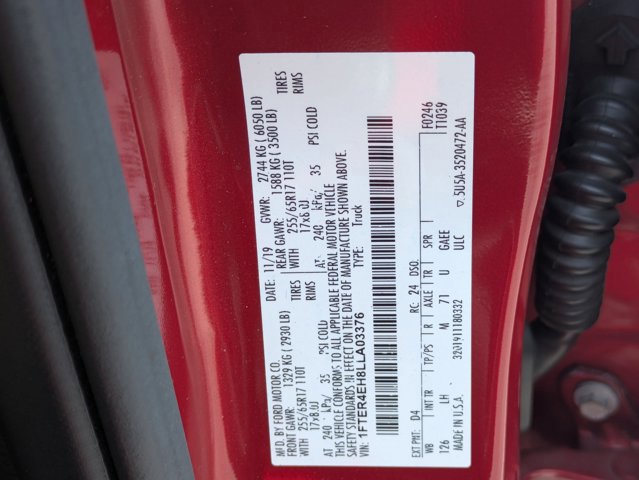 MFD. BY FORD MOTOR CO.
DATE: 11/19 GVWR: 2744 KG ( 6050 LB)
FRONT GAWR: 1329 KG ( 2930 LB) REAR GAWR: 1588 KG ( 3500 LB)
WITH 255/65R17 110T TIRES WITH 255/65R17 110T TIRES
17x8.0J RIMS 17x8.0J RIMS
AT 240 kPa/ 35 PSI COLD AT 240 kPa/ 35 PSI COLD
THIS VEHICLE CONFORMS TO ALL APPLICABLE FEDERAL MOTOR VEHICLE
SAFETY STANDARDS IN EFFECT ON THE DATE OF MANUFACTURE SHOWN ABOVE.
VIN: 1FTER4EH8LLA03376 TYPE: Truck
EXT PNT: D4 RC: 24 DSO: F0246
WB INT TR TP/PS R AXLE TR SPR T1039
126 LH M 71 U GAEE
MADE IN U.S.A. 3201911180332 ULC 5U5A-3520472-AA